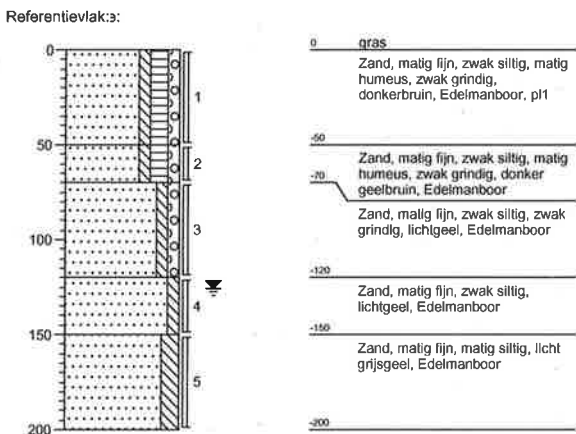 Referentievlak:
0
50
100
150
200
1
2
3
4
5
0 gras
Zand, matig fijn, zwak siltig, matig
humeus, zwak grindig,
donkerbruin, Edelmanboor, pl1
-50
Zand, matig fijn, zwak siltig, matig
humeus, zwak grindig, donker
geelbruin, Edelmanboor
-70
Zand, matig fijn, zwak siltig, zwak
grindig, lichtgeel, Edelmanboor
-120
Zand, matig fijn, zwak siltig,
lichtgeel, Edelmanboor
-150
Zand, matig fijn, matig siltig, licht
grijsgeel, Edelmanboor
-200